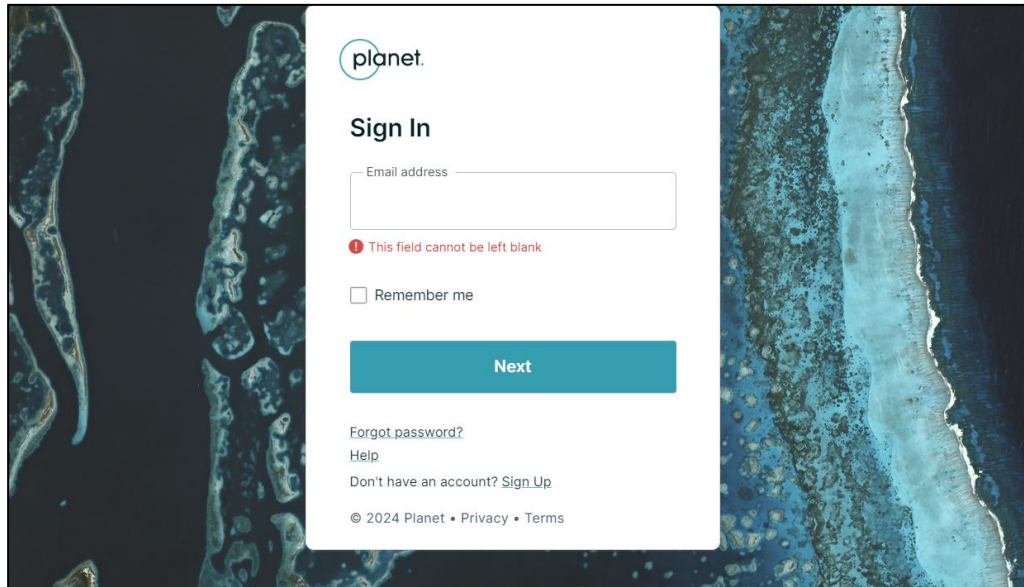 planet.
Sign In
Email address
This field cannot be left blank
Remember me
Next
Forgot password?
Help
Don't have an account? Sign Up
© 2024 Planet • Privacy • Terms